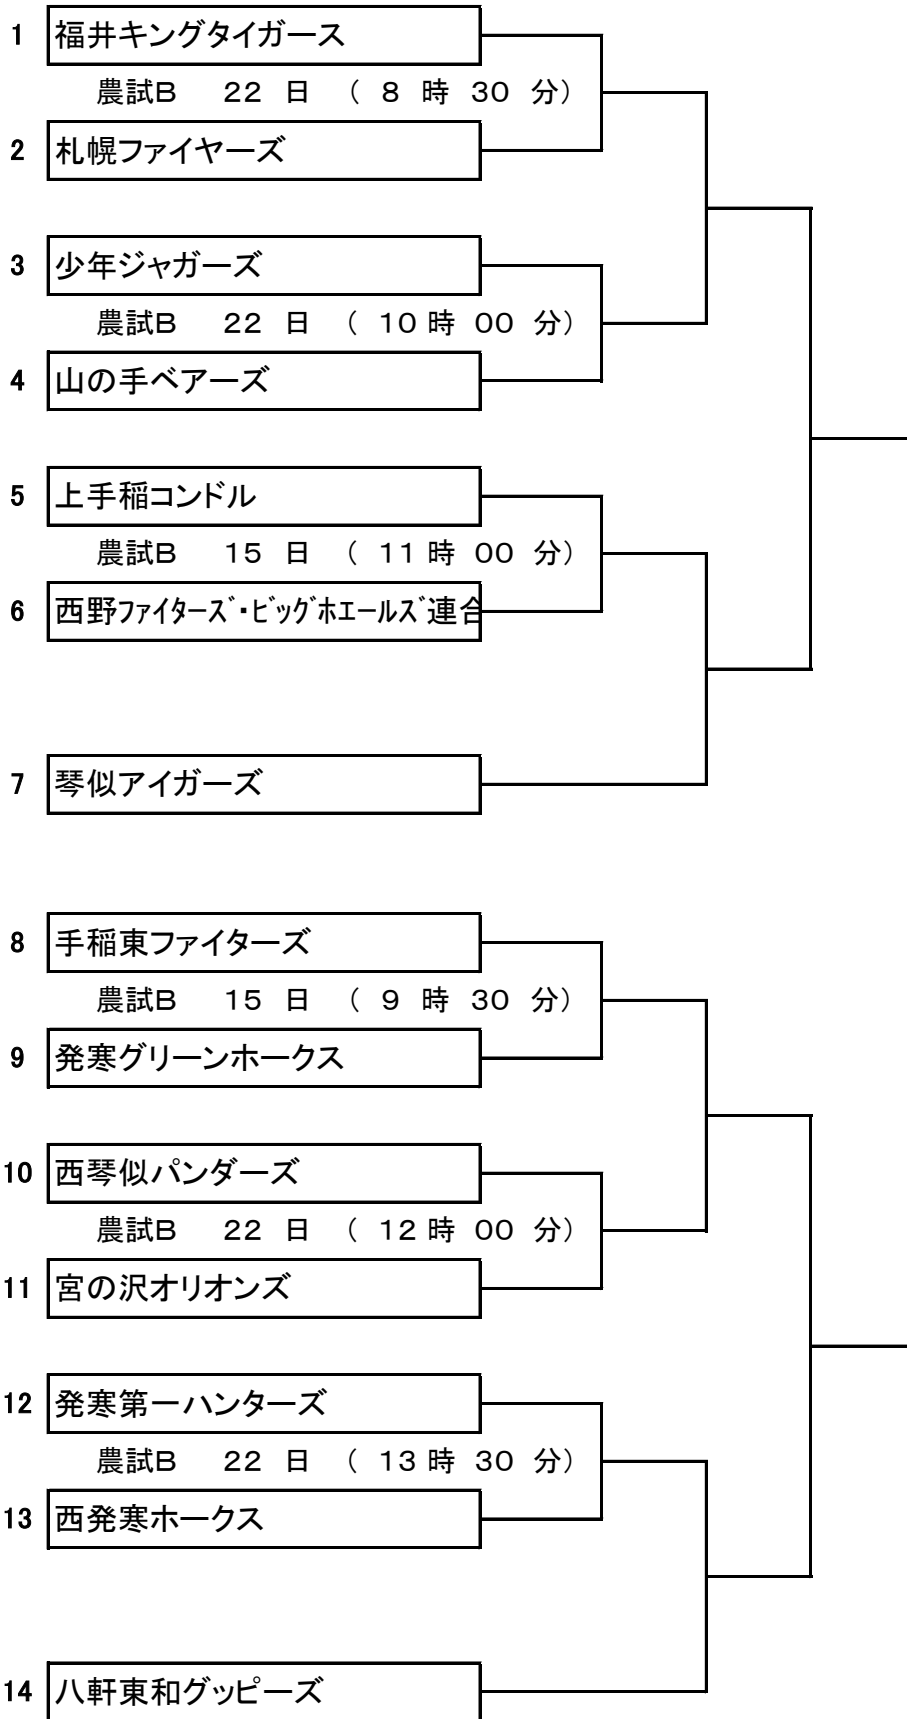 1 福井キングタイガース
農試B 22 日 ( 8 時 30 分)
2 札幌ファイヤーズ
3 少年ジャガーズ
農試B 22 日 ( 10 時 00 分)
4 山の手ベアーズ
5 上手稲コンドル
農試B 15 日 ( 11 時 00 分)
6 西野ファイターズ・ビッグホエールズ連合
7 琴似アイガーズ
8 手稲東ファイターズ
農試B 15 日 ( 9 時 30 分)
9 発寒グリーンホークス
10 西琴似パンダーズ
農試B 22 日 ( 12 時 00 分)
11 宮の沢オリオンズ
12 発寒第一ハンターズ
農試B 22 日 ( 13 時 30 分)
13 西発寒ホークス
14 八軒東和グッピーズ